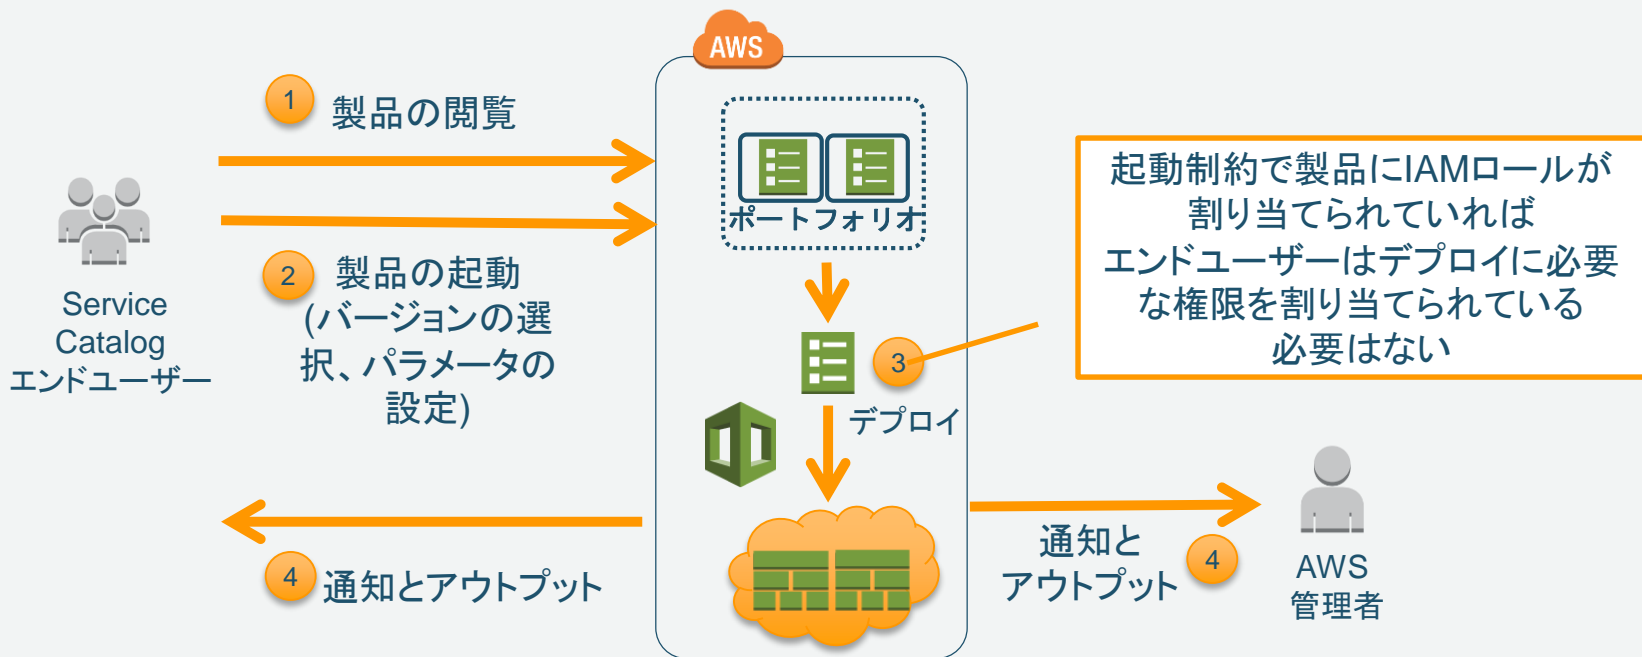 AWS
1
製品の閲覧
ポートフォリオ
起動制約で製品にIAMロールが
割り当てられていれば
エンドユーザーはデプロイに必要
な権限を割り当てられている
必要はない
2
製品の起動
(バージョンの選
択、パラメータの
設定)
Service
Catalog
エンドユーザー
3
デプロイ
4
通知とアウトプット
通知と
アウトプット
4
AWS
管理者